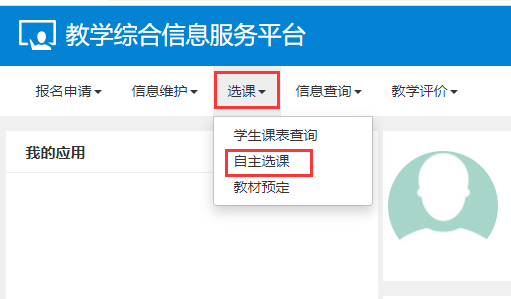 教学综合信息服务平台
报名申请 信息维护 选课 信息查询 教学评价
学生课表查询
我的应用
自主选课
教材预定